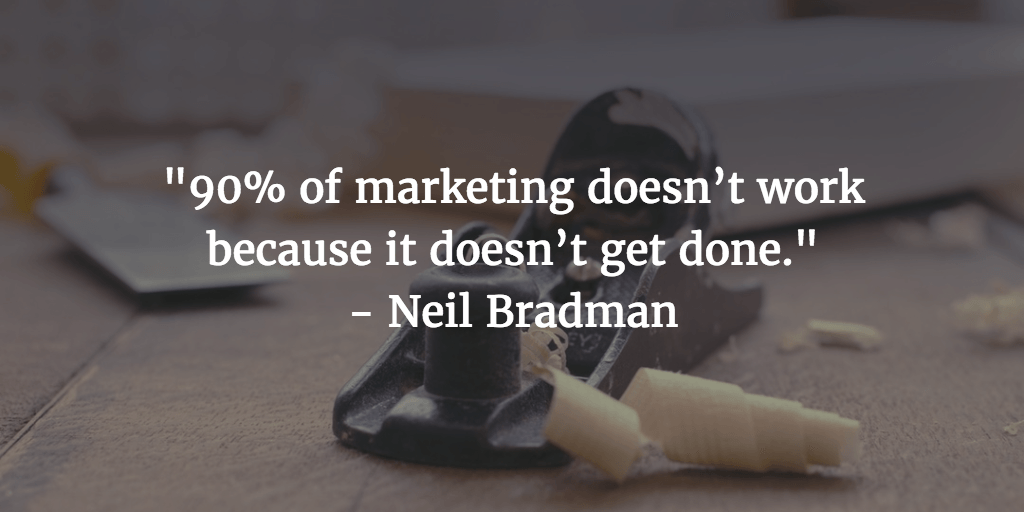 "90% of marketing doesn’t work
because it doesn’t get done."
- Neil Bradman